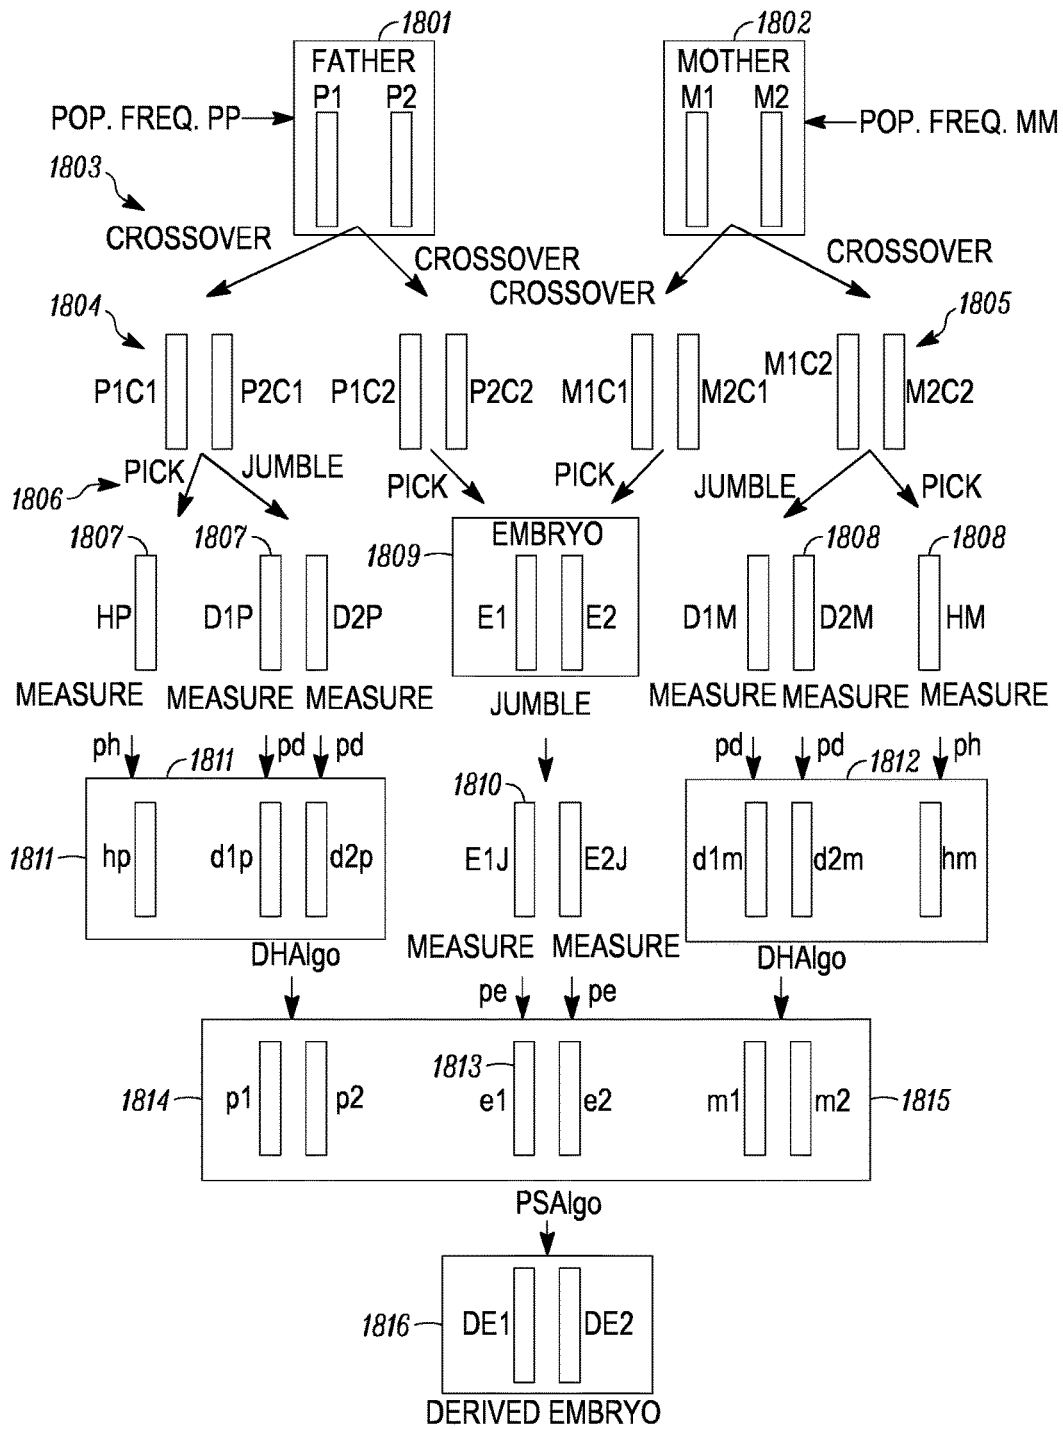 1801
1802
FATHER
MOTHER
P1 P2
M1 M2
POP. FREQ. PP
POP. FREQ. MM
1803
CROSSOVER
CROSSOVER
CROSSOVER
CROSSOVER
1804
1805
P1C1
P2C1
P1C2
P2C2
M1C1
M2C1
M1C2
M2C2
PICK
JUMBLE
PICK
PICK
JUMBLE
PICK
1806
1807
1807
1809
EMBRYO
1808
1808
HP
D1P
D2P
E1
E2
D1M
D2M
HM
MEASURE
MEASURE
MEASURE
JUMBLE
MEASURE
MEASURE
MEASURE
ph
pd
pd
pd
pd
ph
1811
1810
1812
1811
hp
d1p
d2p
E1J
E2J
d1m
d2m
hm
DHAlgo
MEASURE
MEASURE
DHAlgo
pe
pe
1814
p1
p2
1813
e1
e2
m1
m2
1815
PSAlgo
1816
DE1
DE2
DERIVED EMBRYO